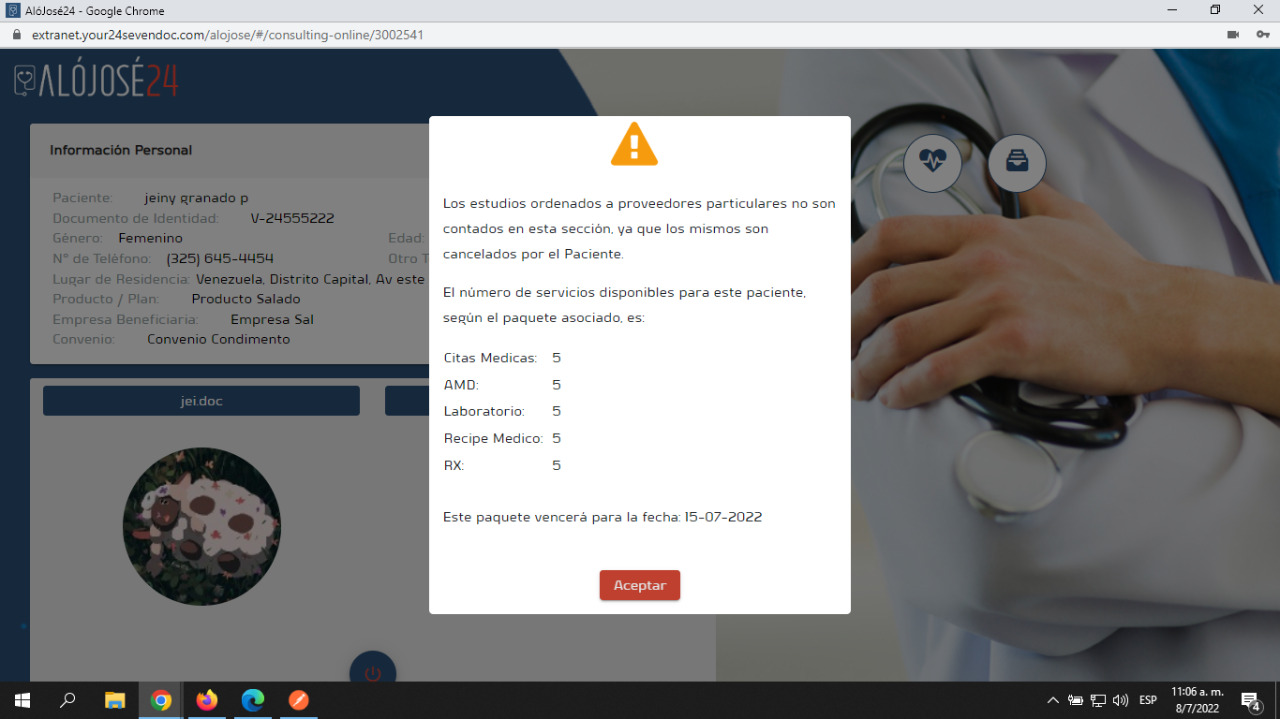 AlóJosé24 - Google Chrome
extranet.your24sevendoc.com/alojose/#/consulting-online/3002541
ALÓJOSÉ24
Información Personal
Paciente: jeiny granado p
Documento de Identidad: V-24555222
Género: Femenino Edad:
N° de Teléfono: (325) 645-4454 Otro T
Lugar de Residencia: Venezuela, Distrito Capital, Av este
Producto / Plan: Producto Salado
Empresa Beneficiaria: Empresa Sal
Convenio: Convenio Condimento
jei.doc
Los estudios ordenados a proveedores particulares no son
contados en esta sección, ya que los mismos son
cancelados por el Paciente.
El número de servicios disponibles para este paciente,
según el paquete asociado, es:
Citas Medicas: 5
AMD: 5
Laboratorio: 5
Recipe Medico: 5
RX: 5
Este paquete vencerá para la fecha: 15-07-2022
Aceptar
ESP
11:06 a. m.
8/7/2022
4